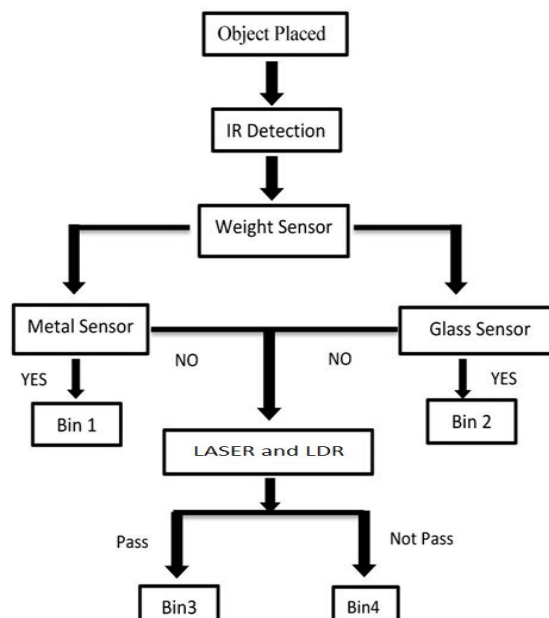 Object Placed
IR Detection
Weight Sensor
Metal Sensor
Glass Sensor
NO
NO
YES
YES
Bin 1
Bin 2
LASER and LDR
Pass
Not Pass
Bin3
Bin4